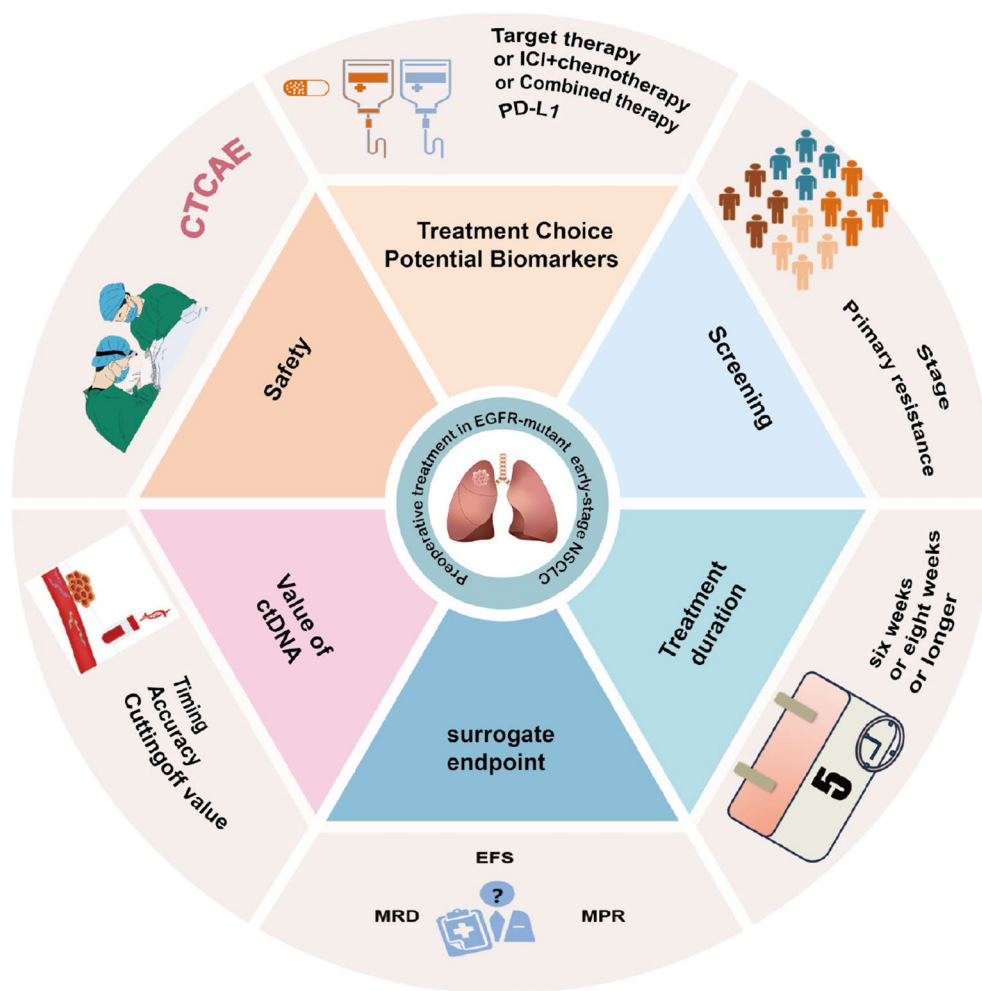 Target therapy
or ICI+chemotherapy
or Combined therapy
PD-L1
Treatment Choice
Potential Biomarkers
CTCAE
Safety
Screening
Stage
Primary resistance
Preoperative treatment in EGFR-mutant early-stage NSCLC
Value of
ctDNA
Timing
Accuracy
Cuttingoff value
Treatment
duration
six weeks
or eight weeks
or longer
5
surrogate
endpoint
EFS
?
MRD
MPR